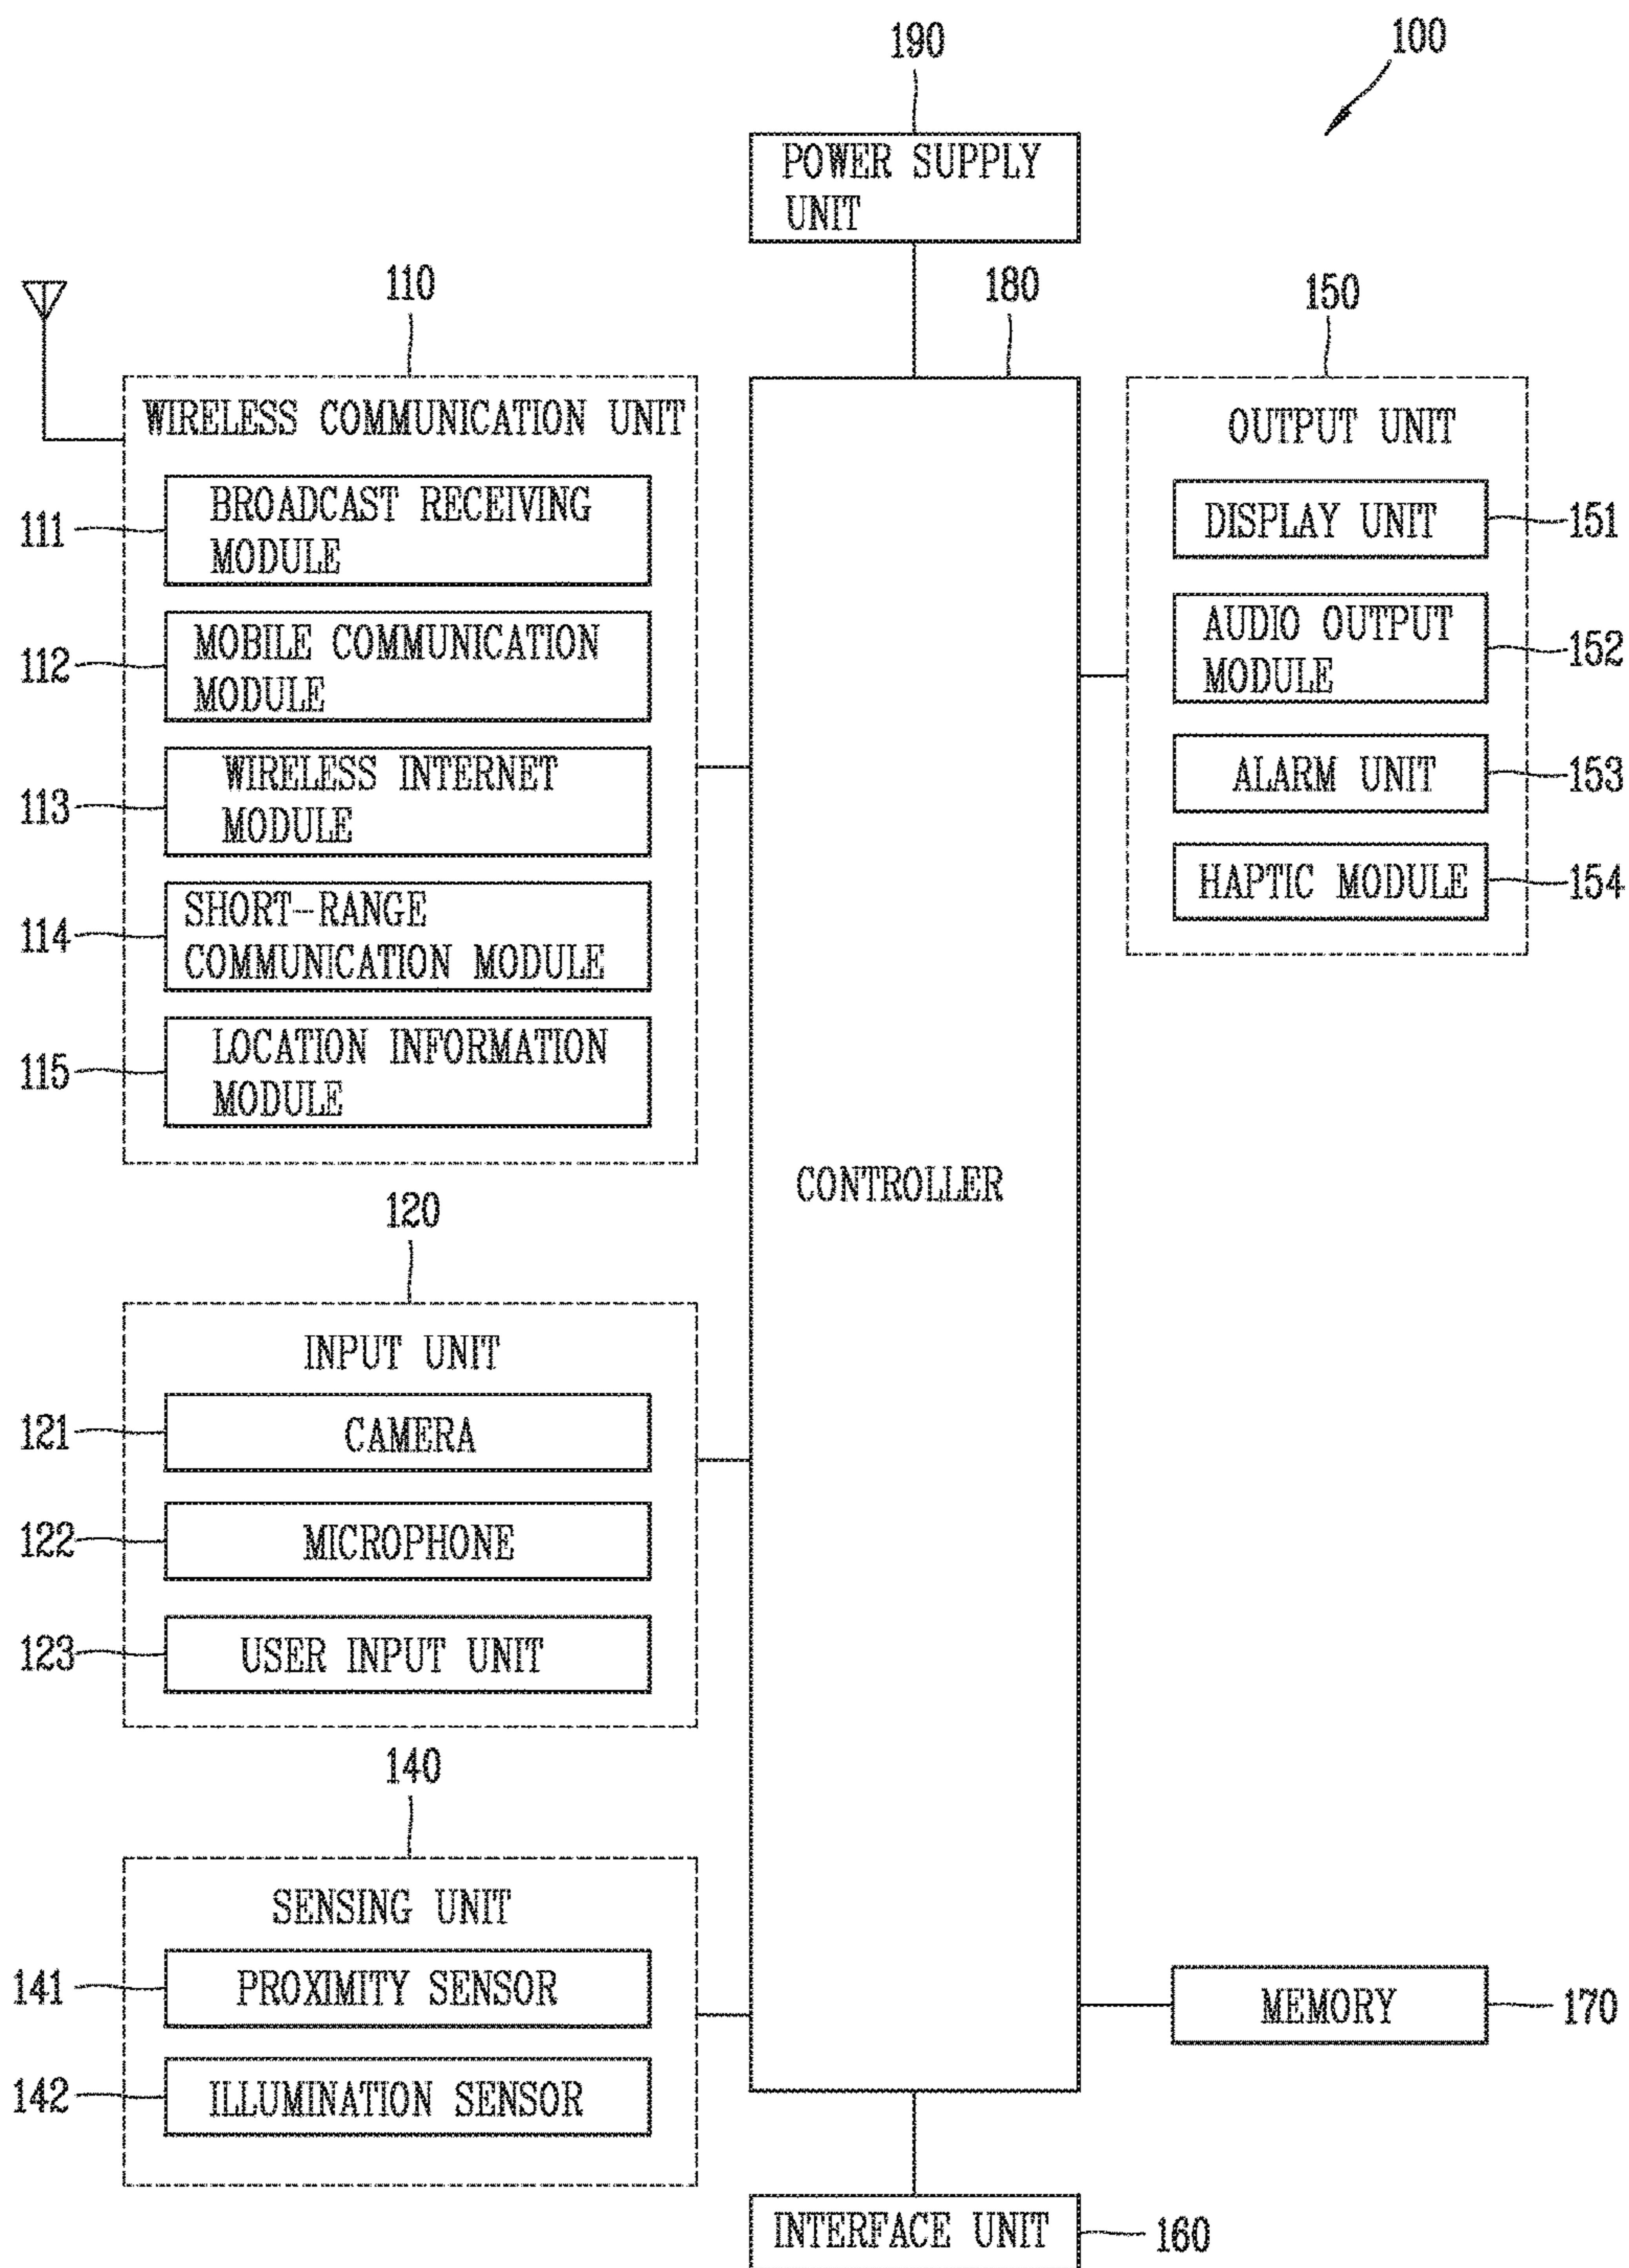 100
190
POWER SUPPLY
UNIT
110
180
150
WIRELESS COMMUNICATION UNIT
111
BROADCAST RECEIVING
MODULE
112
MOBILE COMMUNICATION
MODULE
113
WIRELESS INTERNET
MODULE
114
SHORT-RANGE
COMMUNICATION MODULE
115
LOCATION INFORMATION
MODULE
OUTPUT UNIT
DISPLAY UNIT
151
AUDIO OUTPUT
MODULE
152
ALARM UNIT
153
HAPTIC MODULE
154
CONTROLLER
120
INPUT UNIT
121
CAMERA
122
MICROPHONE
123
USER INPUT UNIT
140
SENSING UNIT
141
PROXIMITY SENSOR
142
ILLUMINATION SENSOR
MEMORY
170
INTERFACE UNIT
160